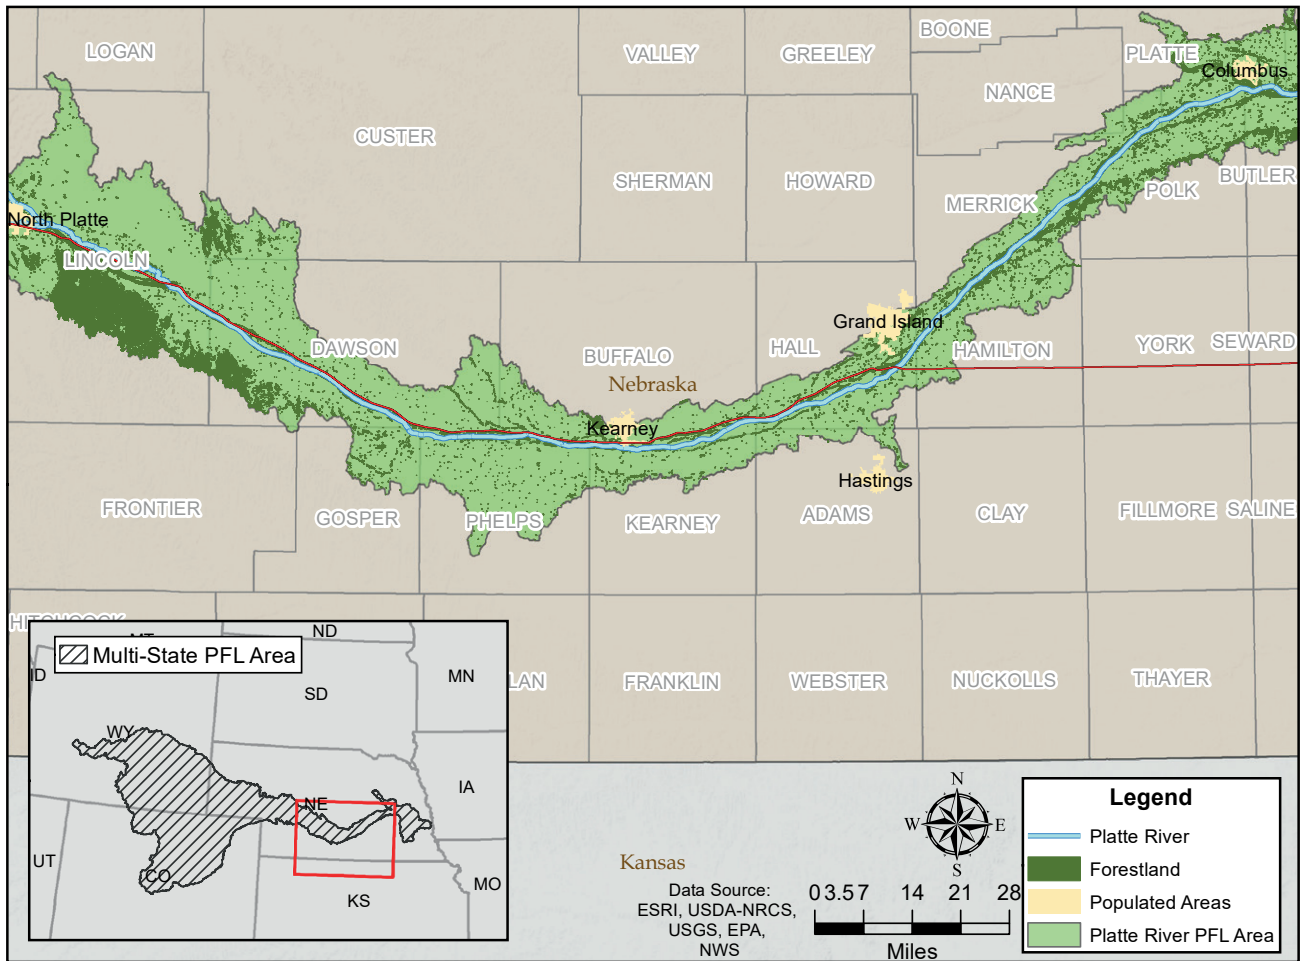 BOONE
LOGAN
VALLEY
GREELEY
PLATTE
Columbus
NANCE
CUSTER
SHERMAN
HOWARD
BUTLER
POLK
MERRICK
North Platte
LINCOLN
Grand Island
DAWSON
BUFFALO
HALL
HAMILTON
YORK
SEWARD
Nebraska
Kearney
Hastings
FRONTIER
GOSPER
PHELPS
KEARNEY
ADAMS
CLAY
FILLMORE
SALINE
FRANKLIN
WEBSTER
NUCKOLLS
THAYER
LAN
Multi-State PFL Area
ND
ID
SD
MN
WY
IA
NE
UT
CO
KS
MO
Kansas
N
W
E
S
Data Source:
ESRI, USDA-NRCS,
USGS, EPA,
NWS
0 3.5 7 14 21 28
Miles
Legend
Platte River
Forestland
Populated Areas
Platte River PFL Area